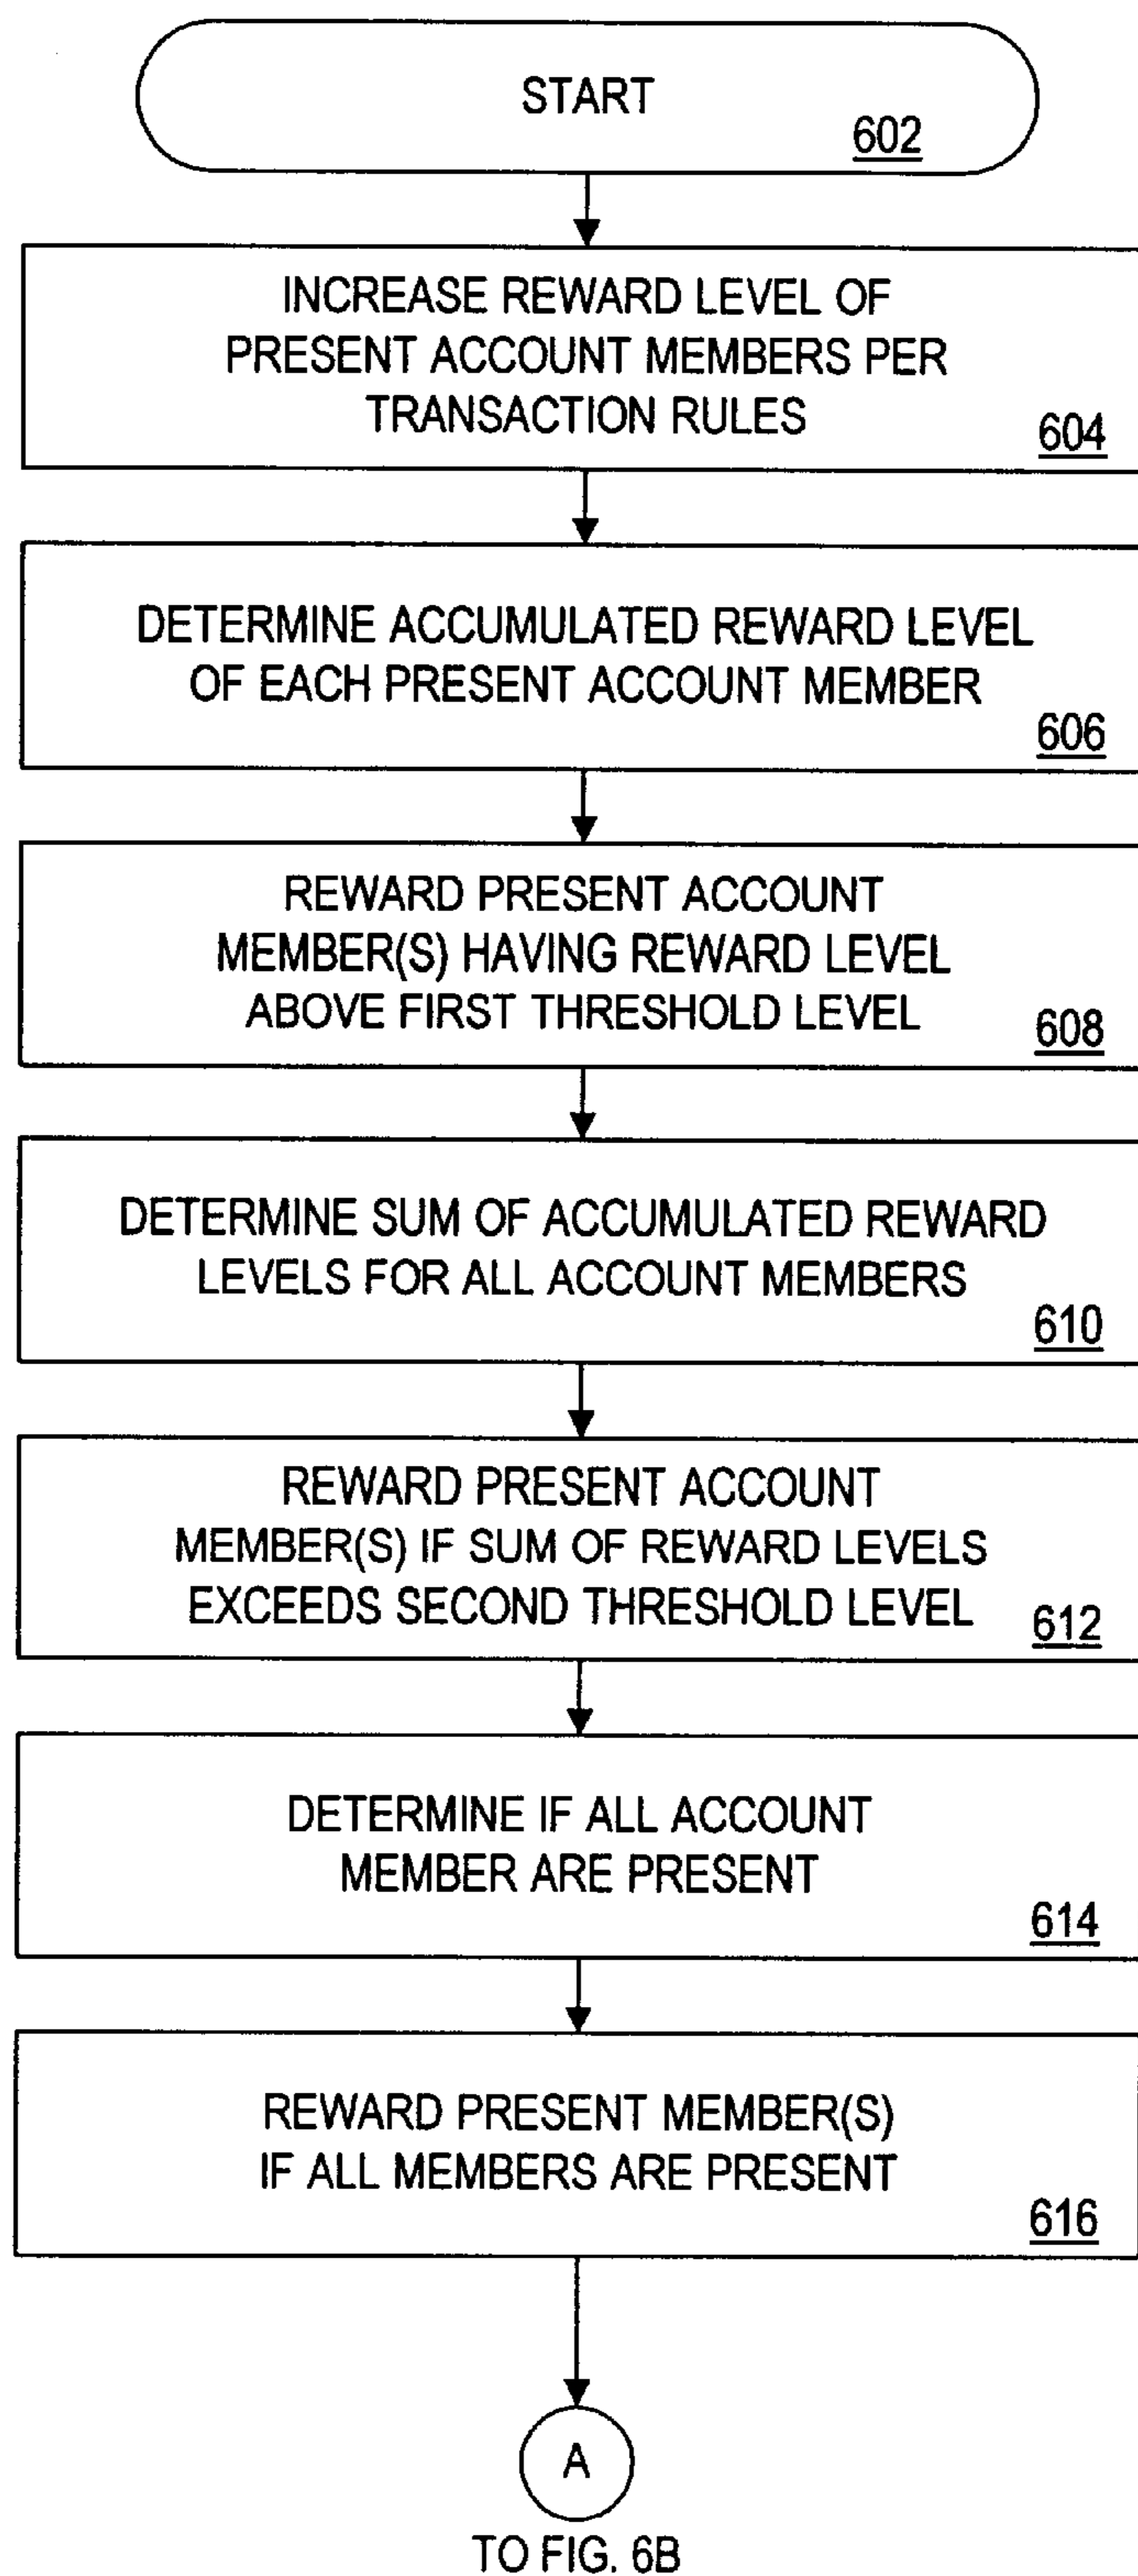 START
602
INCREASE REWARD LEVEL OF
PRESENT ACCOUNT MEMBERS PER
TRANSACTION RULES
604
DETERMINE ACCUMULATED REWARD LEVEL
OF EACH PRESENT ACCOUNT MEMBER
606
REWARD PRESENT ACCOUNT
MEMBER(S) HAVING REWARD LEVEL
ABOVE FIRST THRESHOLD LEVEL
608
DETERMINE SUM OF ACCUMULATED REWARD
LEVELS FOR ALL ACCOUNT MEMBERS
610
REWARD PRESENT ACCOUNT
MEMBER(S) IF SUM OF REWARD LEVELS
EXCEEDS SECOND THRESHOLD LEVEL
612
DETERMINE IF ALL ACCOUNT
MEMBER ARE PRESENT
614
REWARD PRESENT MEMBER(S)
IF ALL MEMBERS ARE PRESENT
616
A
TO FIG. 6B